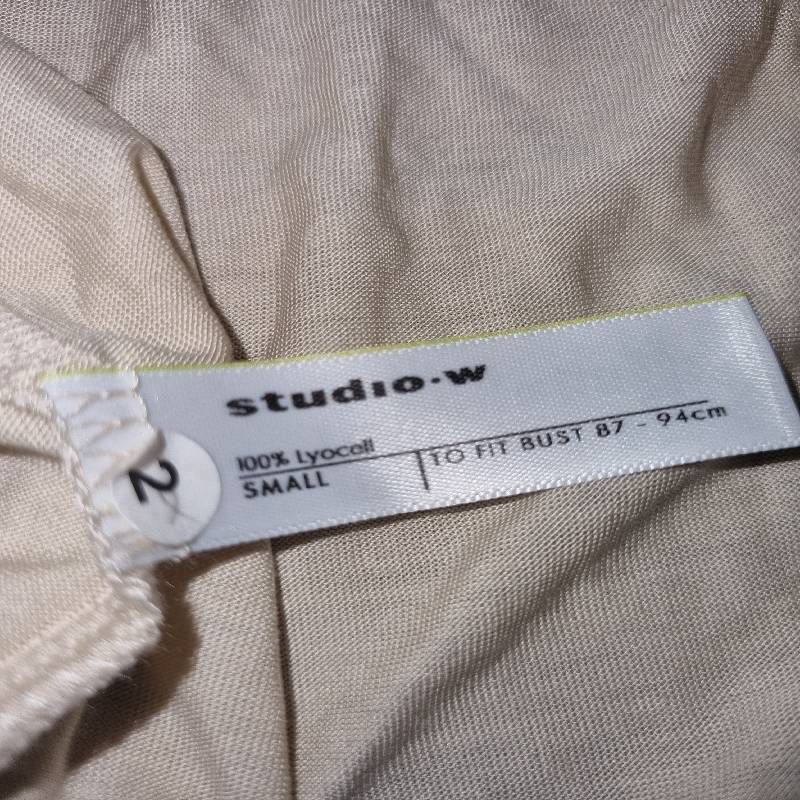 studio·w
100% Lyocell
SMALL
TO FIT BUST 87 - 94cm
2